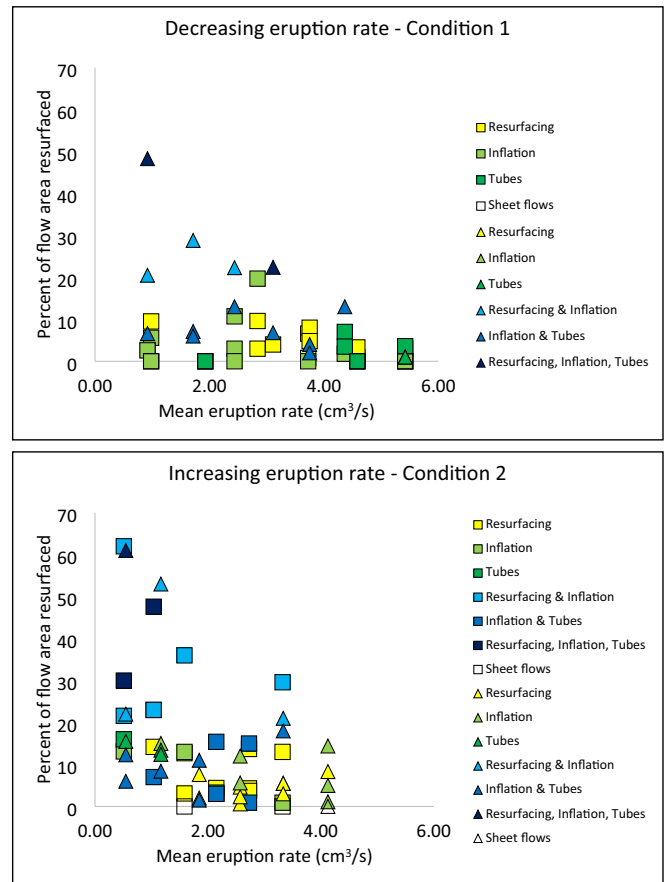 Decreasing eruption rate - Condition 1
Percent of flow area resurfaced
70
60
50
40
30
20
10
0
0.00 2.00 4.00 6.00
Mean eruption rate (cm³/s)
Resurfacing
Inflation
Tubes
Sheet flows
Resurfacing
Inflation
Tubes
Resurfacing & Inflation
Inflation & Tubes
Resurfacing, Inflation, Tubes
Increasing eruption rate - Condition 2
Percent of flow area resurfaced
70
60
50
40
30
20
10
0
0.00 2.00 4.00 6.00
Mean eruption rate (cm³/s)
Resurfacing
Inflation
Tubes
Resurfacing & Inflation
Inflation & Tubes
Resurfacing, Inflation, Tubes
Sheet flows
Resurfacing
Inflation
Tubes
Resurfacing & Inflation
Inflation & Tubes
Resurfacing, Inflation, Tubes
Sheet flows